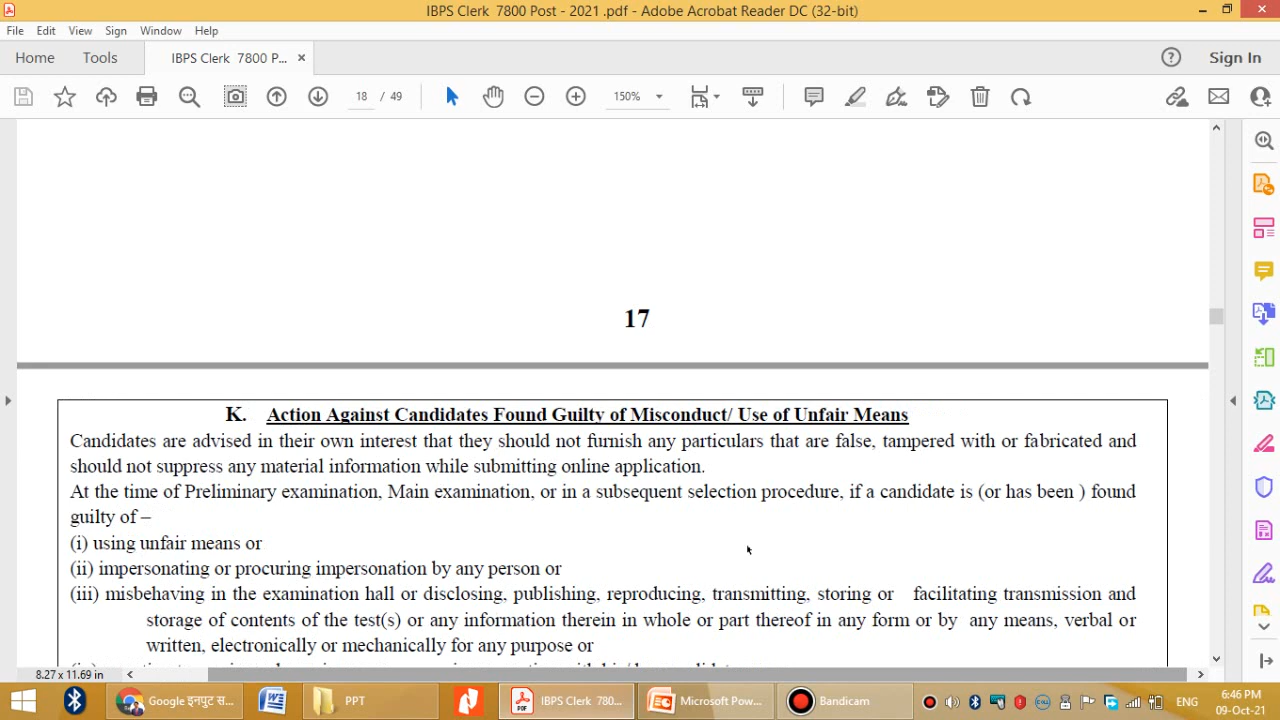 IBPS Clerk 7800 Post - 2021 .pdf - Adobe Acrobat Reader DC (32-bit)
File Edit View Sign Window Help
Home Tools IBPS Clerk 7800 P... × Sign In
18 / 49 150%
17
K. Action Against Candidates Found Guilty of Misconduct/ Use of Unfair Means
Candidates are advised in their own interest that they should not furnish any particulars that are false, tampered with or fabricated and
should not suppress any material information while submitting online application.
At the time of Preliminary examination, Main examination, or in a subsequent selection procedure, if a candidate is (or has been ) found
guilty of –
(i) using unfair means or
(ii) impersonating or procuring impersonation by any person or
(iii) misbehaving in the examination hall or disclosing, publishing, reproducing, transmitting, storing or facilitating transmission and
storage of contents of the test(s) or any information therein in whole or part thereof in any form or by any means, verbal or
written, electronically or mechanically for any purpose or
8.27 x 11.69 in
Google इनपुट स... PPT IBPS Clerk 780... Microsoft Pow... Bandicam ENG 6:46 PM
09-Oct-21